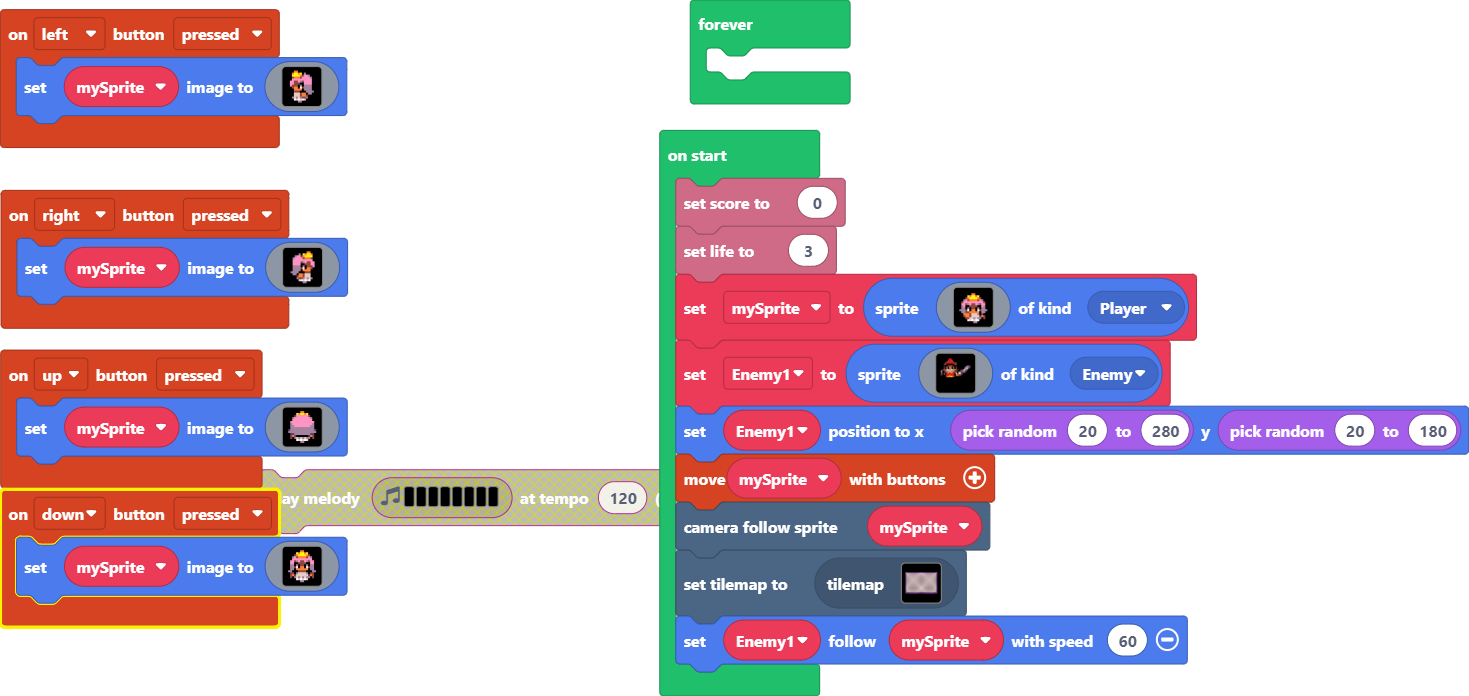 on left button pressed
set mySprite image to
on right button pressed
set mySprite image to
on up button pressed
set mySprite image to
ay melody at tempo 120 (
on down button pressed
set mySprite image to
forever
on start
set score to 0
set life to 3
set mySprite to sprite of kind Player
set Enemy1 to sprite of kind Enemy
set Enemy1 position to x pick random 20 to 280 y pick random 20 to 180
move mySprite with buttons
camera follow sprite mySprite
set tilemap to tilemap
set Enemy1 follow mySprite with speed 60